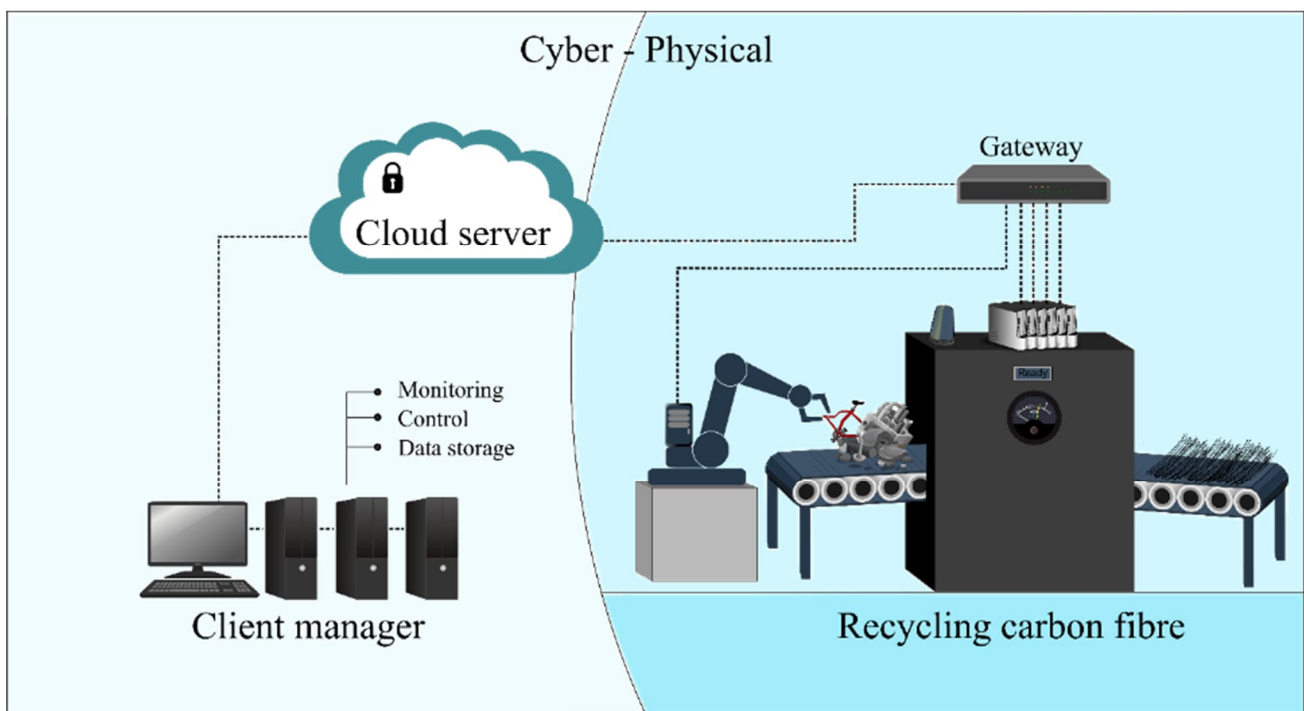 Cyber - Physical
Gateway
Cloud server
Ready
Monitoring
Control
Data storage
Client manager
Recycling carbon fibre